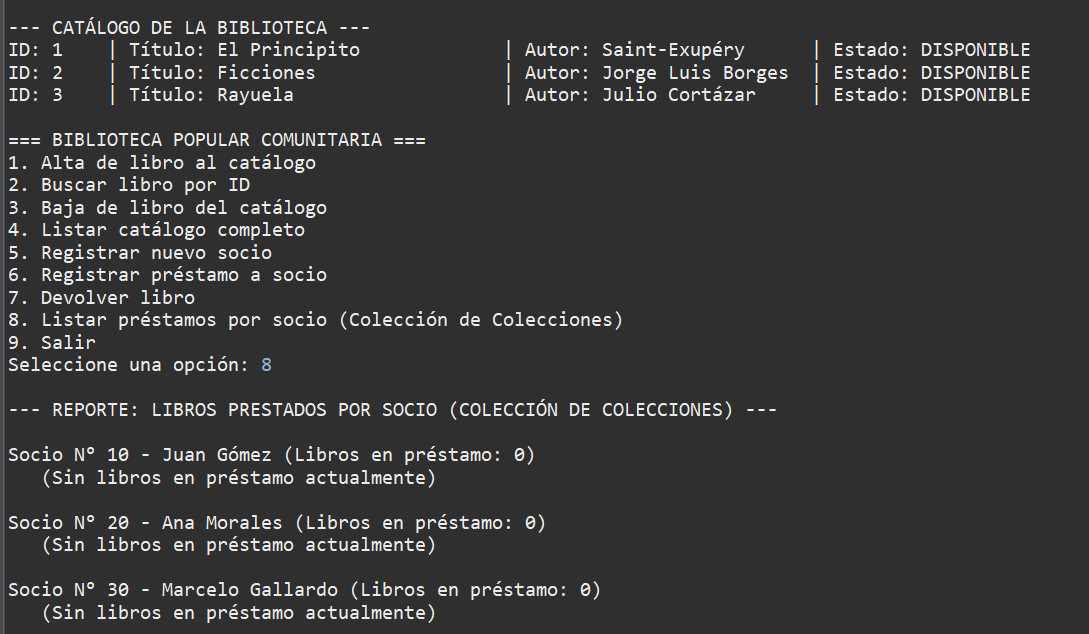 --- CATÁLOGO DE LA BIBLIOTECA ---
ID: 1    | Título: El Principito             | Autor: Saint-Exupéry      | Estado: DISPONIBLE
ID: 2    | Título: Ficciones                 | Autor: Jorge Luis Borges  | Estado: DISPONIBLE
ID: 3    | Título: Rayuela                   | Autor: Julio Cortázar     | Estado: DISPONIBLE
=== BIBLIOTECA POPULAR COMUNITARIA ===
1. Alta de libro al catálogo
2. Buscar libro por ID
3. Baja de libro del catálogo
4. Listar catálogo completo
5. Registrar nuevo socio
6. Registrar préstamo a socio
7. Devolver libro
8. Listar préstamos por socio (Colección de Colecciones)
9. Salir
Seleccione una opción: 8
--- REPORTE: LIBROS PRESTADOS POR SOCIO (COLECCIÓN DE COLECCIONES) ---
Socio N° 10 - Juan Gómez (Libros en préstamo: 0)
   (Sin libros en préstamo actualmente)
Socio N° 20 - Ana Morales (Libros en préstamo: 0)
   (Sin libros en préstamo actualmente)
Socio N° 30 - Marcelo Gallardo (Libros en préstamo: 0)
   (Sin libros en préstamo actualmente)